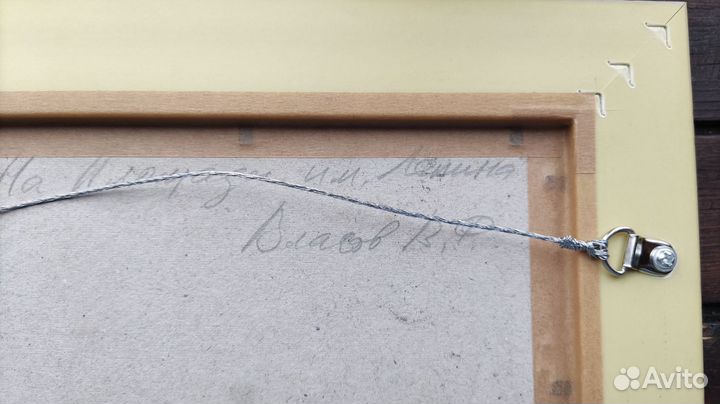 На площади им. Ленина
Власов В. Ф.
Avito